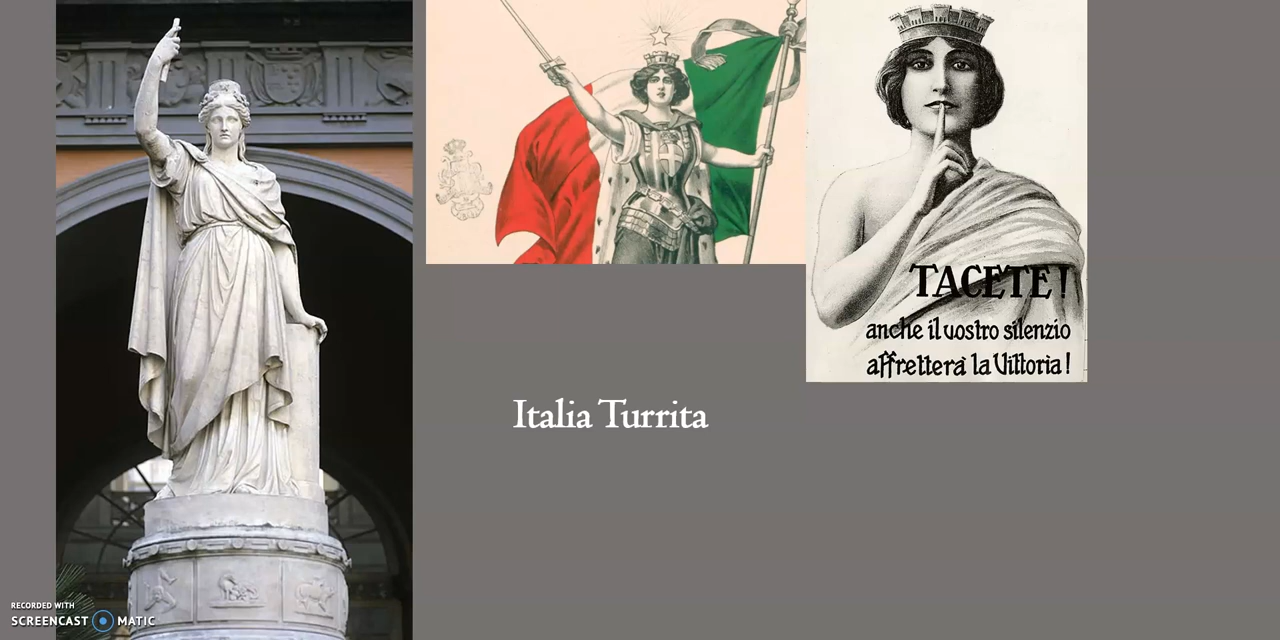 TACETE!
anche il vostro silenzio
affretterà la Vittoria!
Italia Turrita
RECORDED WITH
SCREENCAST MATIC